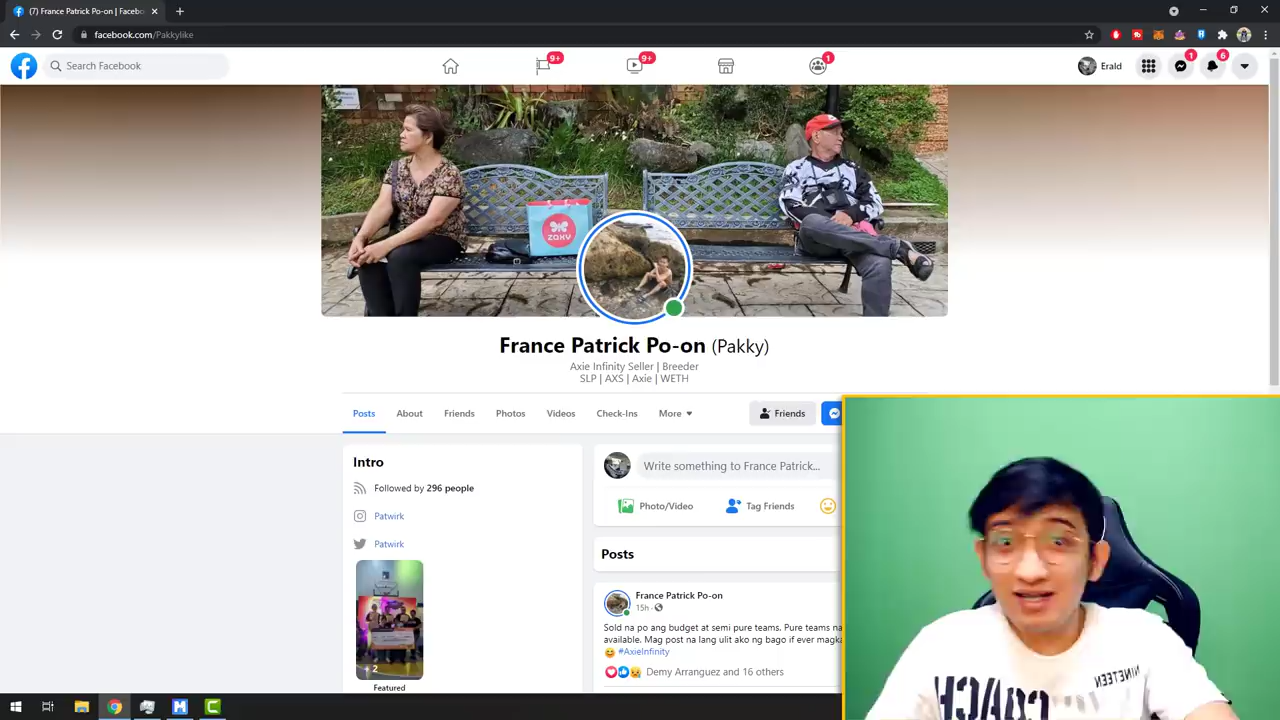 (7) France Patrick Po-on | Facebo
facebook.com/Pakkylike
Search Facebook
9+
9+
1
Erald
1
6
ZAXY
France Patrick Po-on (Pakky)
Axie Infinity Seller | Breeder
SLP | AXS | Axie | WETH
Posts
About
Friends
Photos
Videos
Check-Ins
More
Friends
Intro
Followed by 296 people
Patwirk
Patwirk
+ 2
Featured
Write something to France Patrick...
Photo/Video
Tag Friends
Posts
France Patrick Po-on
15h
Sold na po ang budget at semi pure teams. Pure teams na
available. Mag post na lang ulit ako ng bago if ever magka
#AxieInfinity
Demy Arranguez and 16 others
COACH
NINETEEN